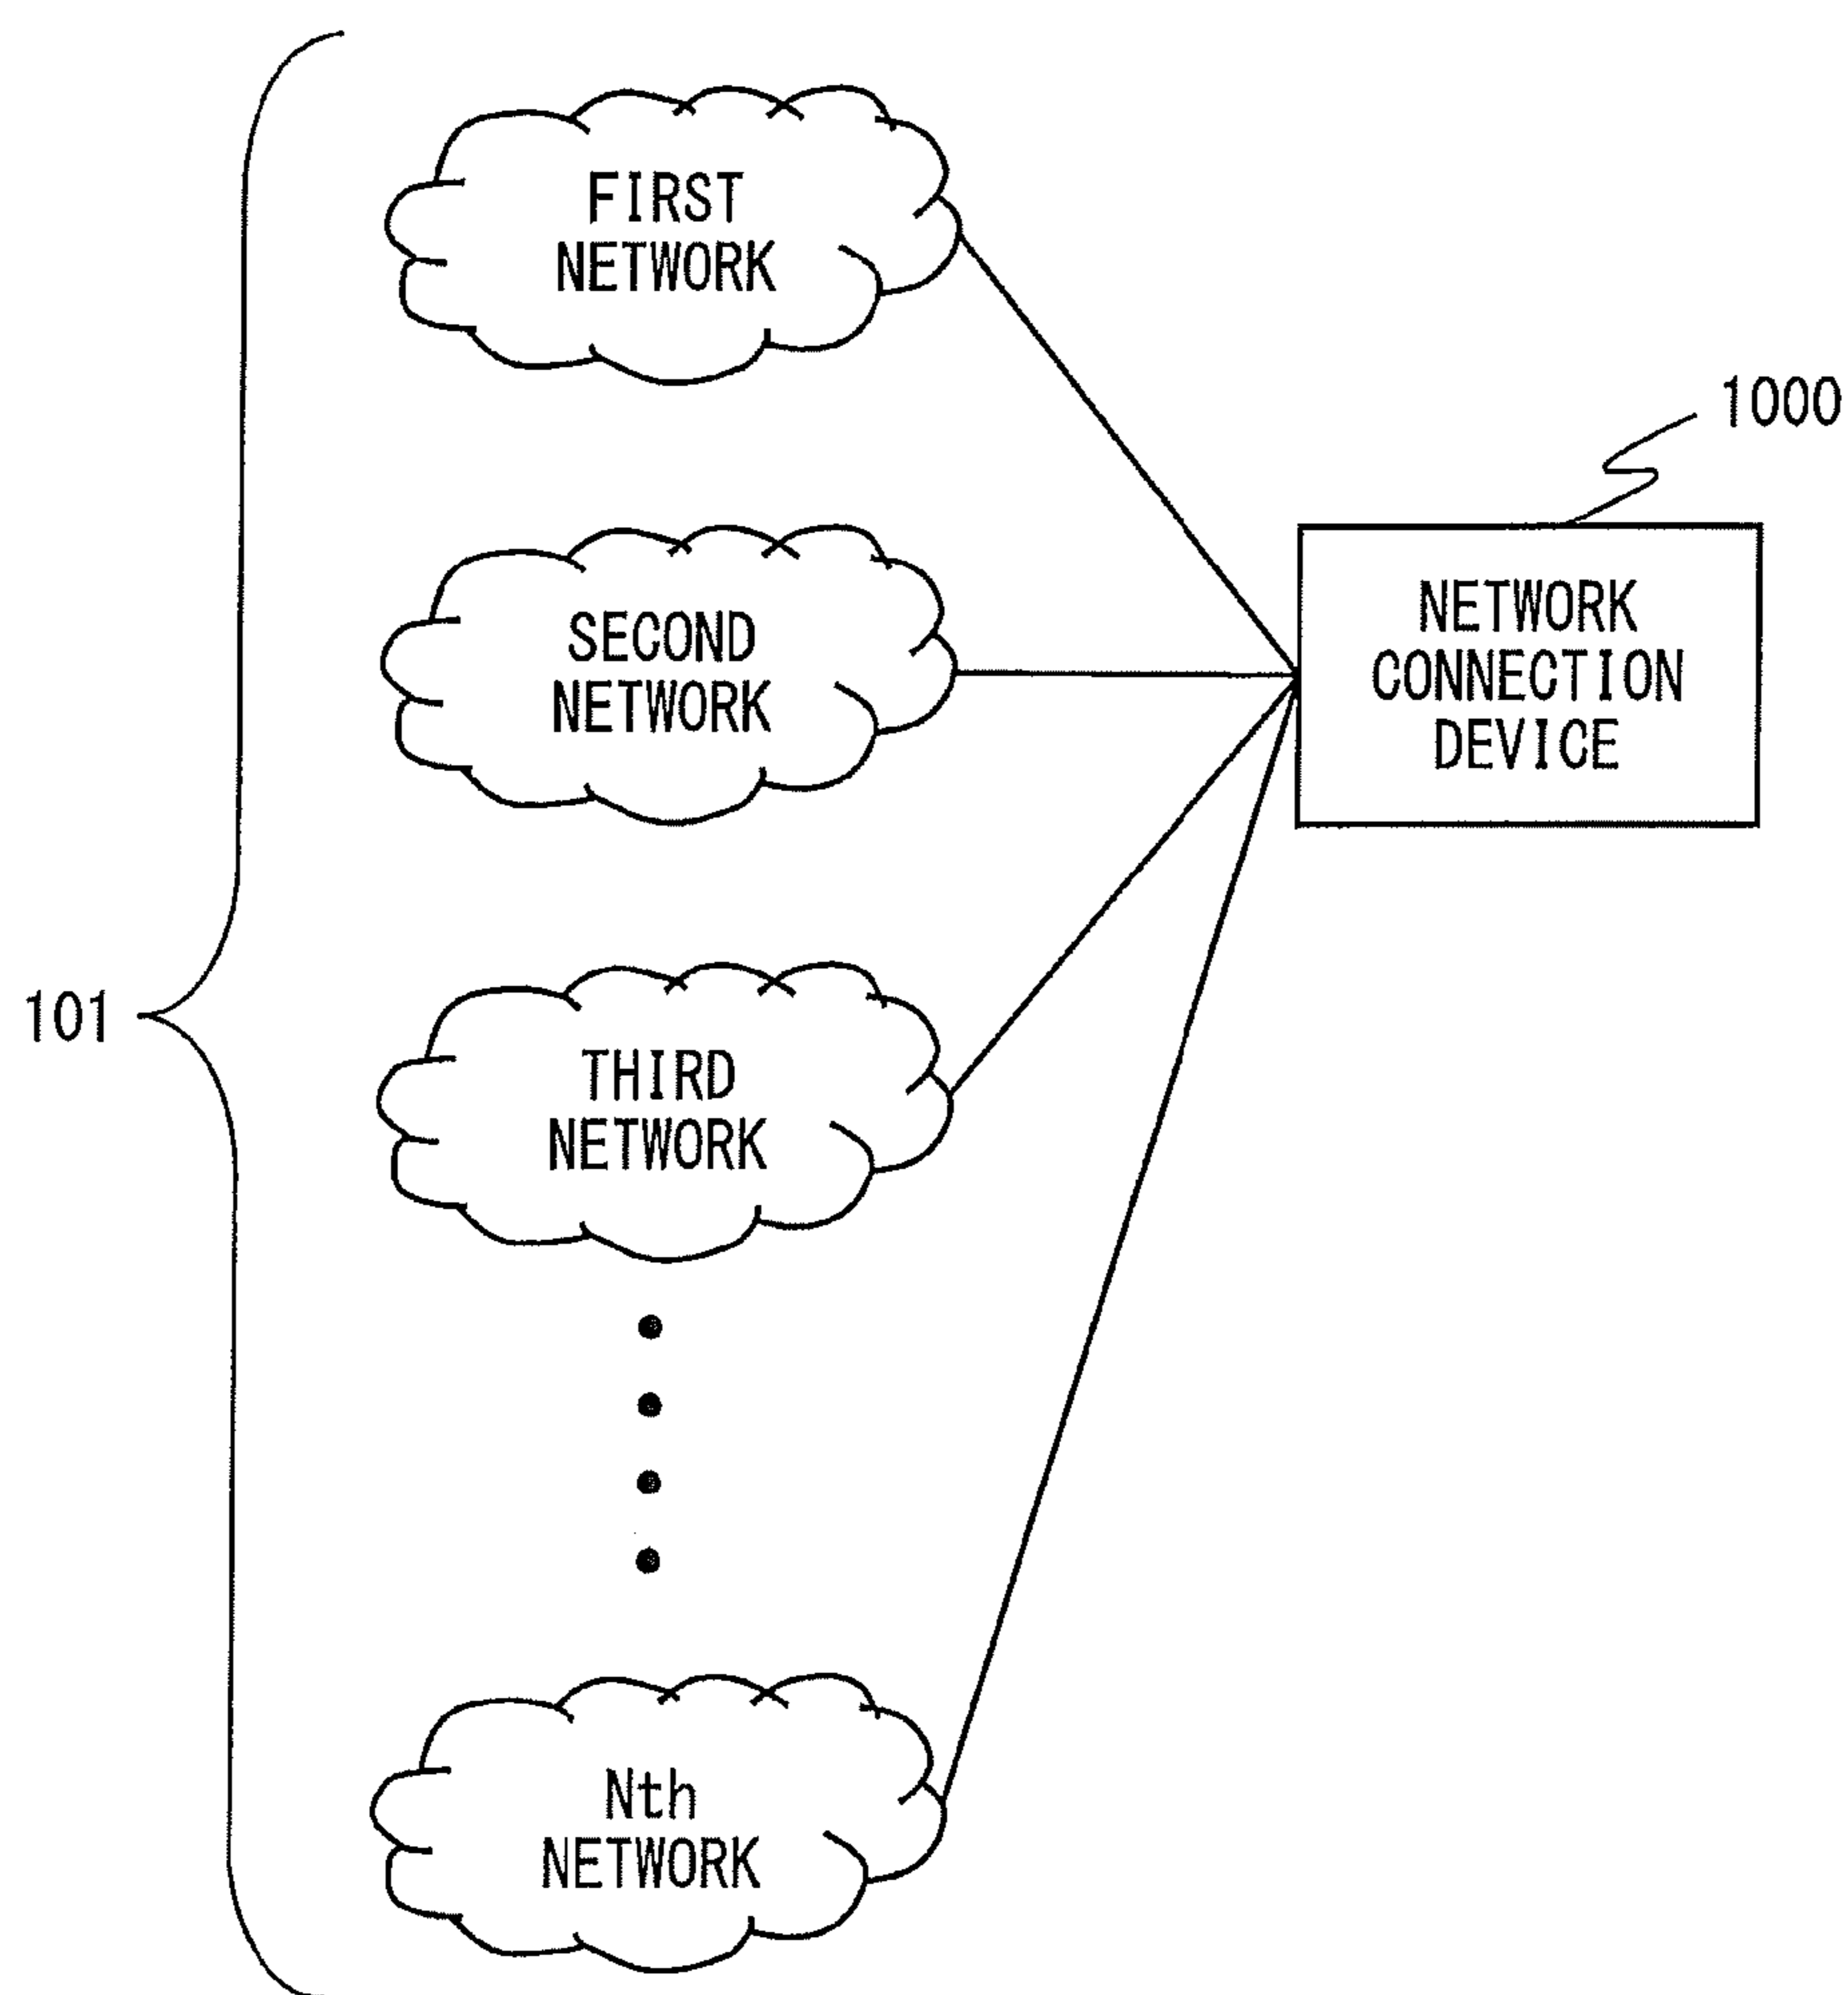 FIRST
NETWORK
1000
SECOND
NETWORK
NETWORK
CONNECTION
DEVICE
101
THIRD
NETWORK
Nth
NETWORK